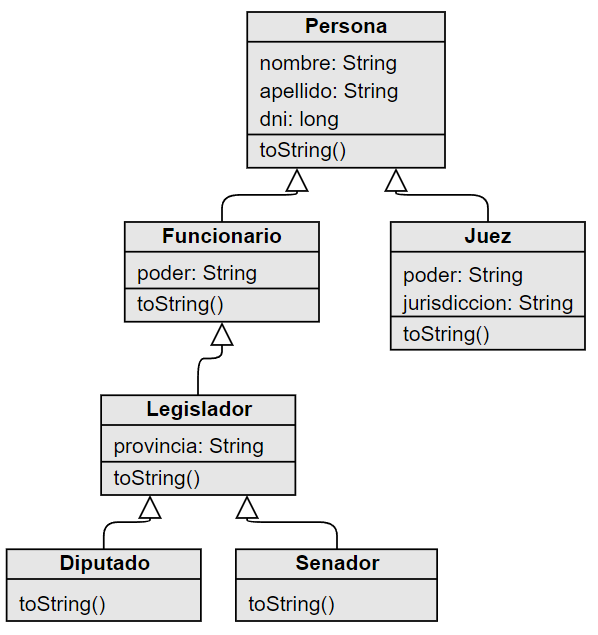 Persona
nombre: String
apellido: String
dni: long
toString()
Funcionario
poder: String
toString()
Juez
poder: String
jurisdiccion: String
toString()
Legislador
provincia: String
toString()
Diputado
toString()
Senador
toString()